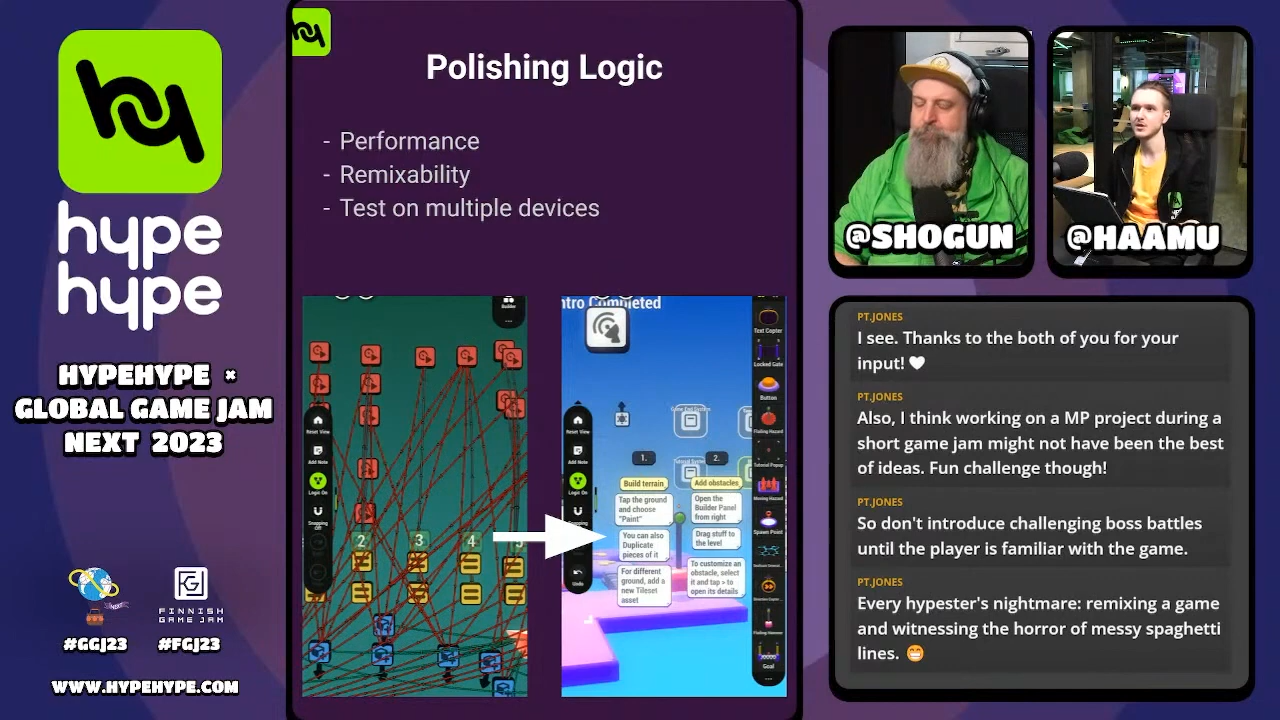 hype
hype
HYPEHYPE ×
GLOBAL GAME JAM
NEXT 2023
#GGJ23
FINNISH
GAME JAM
#FGJ23
WWW.HYPEHYPE.COM
Polishing Logic
- Performance
- Remixability
- Test on multiple devices
Builder
Reset View
Add Note
Logic On
Snapping
Off
2
3
4
ntro Completed
Reset View
Add Note
Logic On
Snapping
Undo
1.
2.
Build terrain
Add obstacles
Tap the ground
and choose
"Paint"
Open the
Builder Panel
from right
You can also
Duplicate
pieces of it
Drag stuff to
the level
For different
ground, add a
new Tileset
asset
To customize an
obstacle, select
it and tap > to
open its details
Text Copter
Locked Gate
Button
Flailing Hazard
Tutorial Popup
Moving Hazard
Spawn Point
Flailing Hammer
Goal
@SHOGUN
@HAAMU
PT.JONES
I see. Thanks to the both of you for your
input! 🤍
PT.JONES
Also, I think working on a MP project during a
short game jam might not have been the best
of ideas. Fun challenge though!
PT.JONES
So don't introduce challenging boss battles
until the player is familiar with the game.
PT.JONES
Every hypester's nightmare: remixing a game
and witnessing the horror of messy spaghetti
lines. 😁